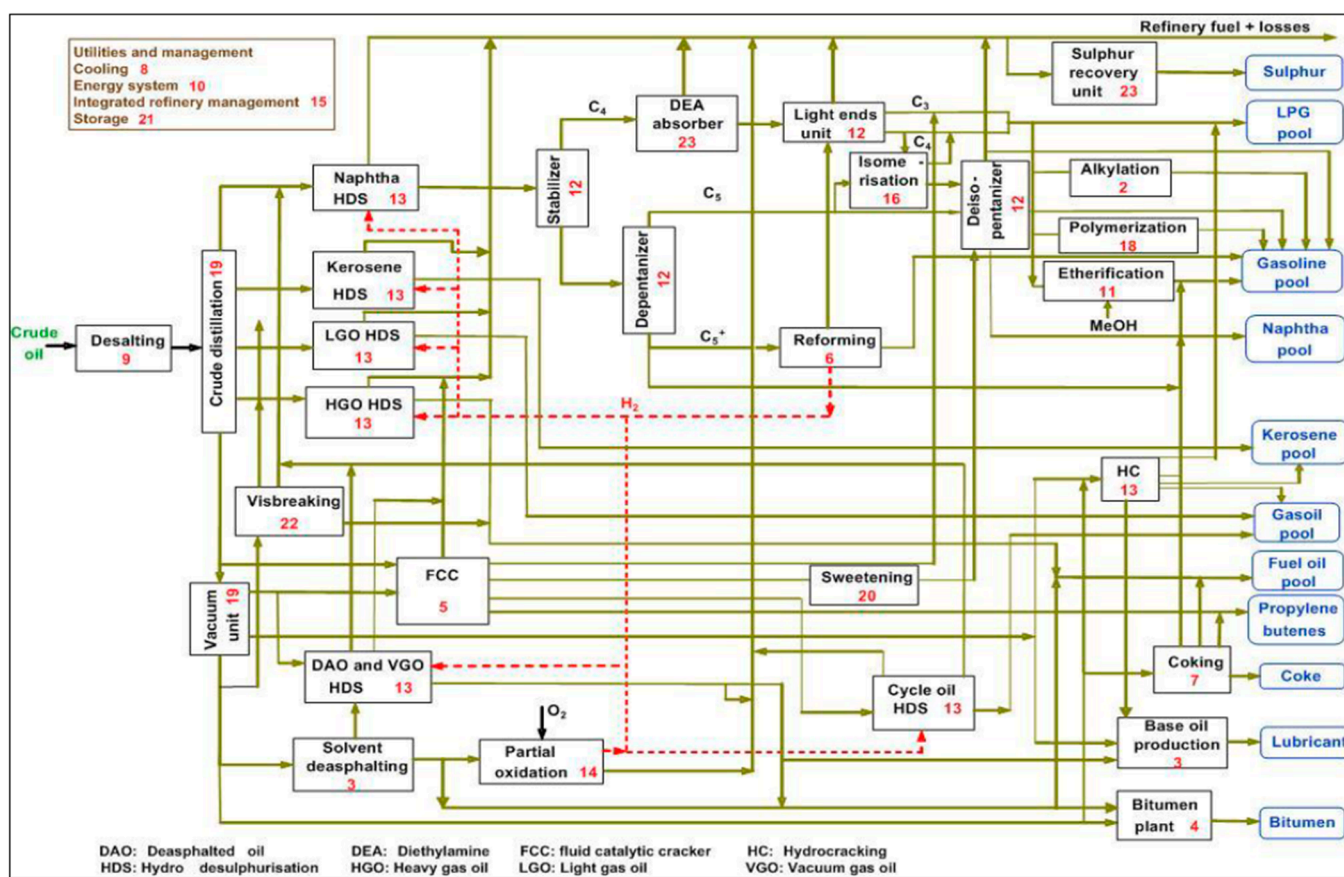 Refinery fuel + losses
Utilities and management
Cooling 8
Energy system 10
Integrated refinery management 15
Storage 21
Sulphur
recovery
unit 23
Sulphur
C4
DEA
absorber
23
Light ends
unit 12
C3
C4
LPG
pool
Naphtha
HDS 13
Stabilizer
12
Isome -
risation
16
Deiso-
pentanizer
12
Alkylation
2
C5
Polymerization
18
Crude distillation 19
Kerosene
HDS 13
Depentanizer
12
Etherification
11
Gasoline
pool
MeOH
Crude
oil
Desalting
9
LGO HDS
13
C5+
Reforming
6
Naphtha
pool
HGO HDS
13
H2
Kerosene
pool
HC
13
Visbreaking
22
Gasoil
pool
FCC
5
Sweetening
20
Fuel oil
pool
Vacuum
unit
19
Propylene
butenes
DAO and VGO
HDS 13
Cycle oil
HDS 13
Coking
7
Coke
O2
Solvent
deasphalting
3
Partial
oxidation 14
Base oil
production
3
Lubricant
Bitumen
plant 4
Bitumen
DAO: Deasphalted oil DEA: Diethylamine FCC: fluid catalytic cracker HC: Hydrocracking
HDS: Hydro desulphurisation HGO: Heavy gas oil LGO: Light gas oil VGO: Vacuum gas oil